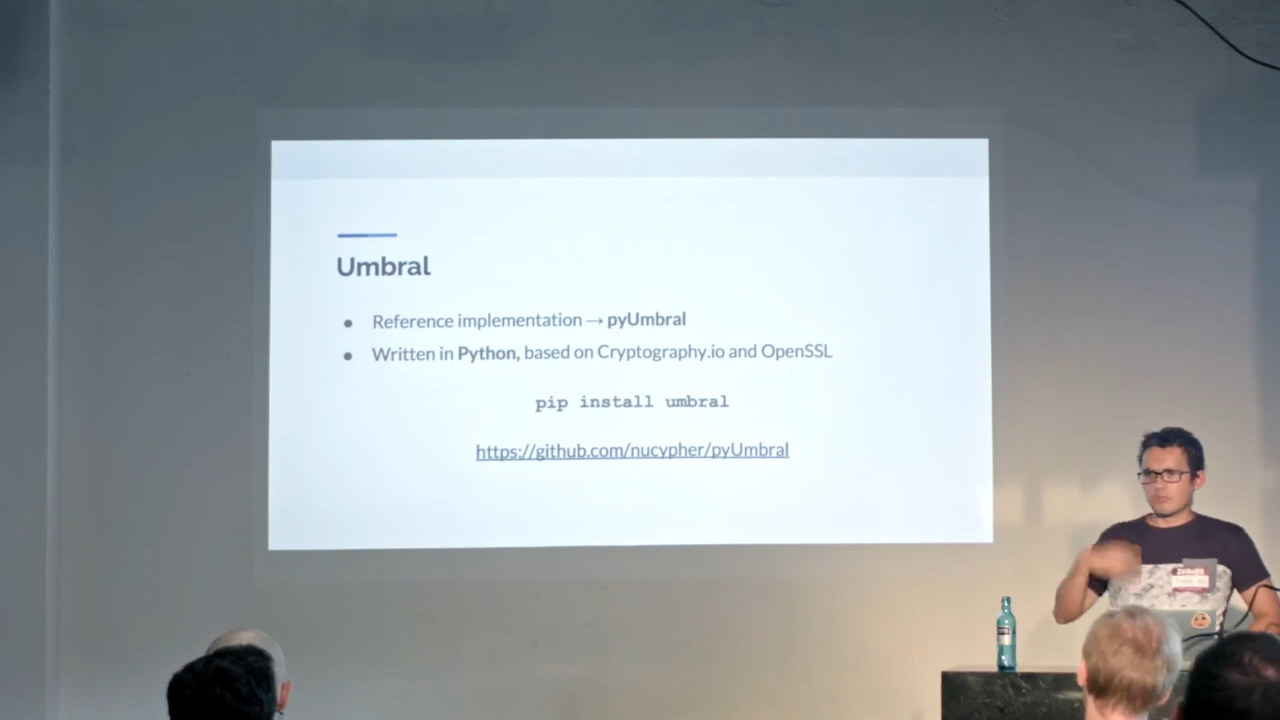 Umbral
● Reference implementation → pyUmbral
● Written in Python, based on Cryptography.io and OpenSSL
pip install umbral
https://github.com/nucypher/pyUmbral